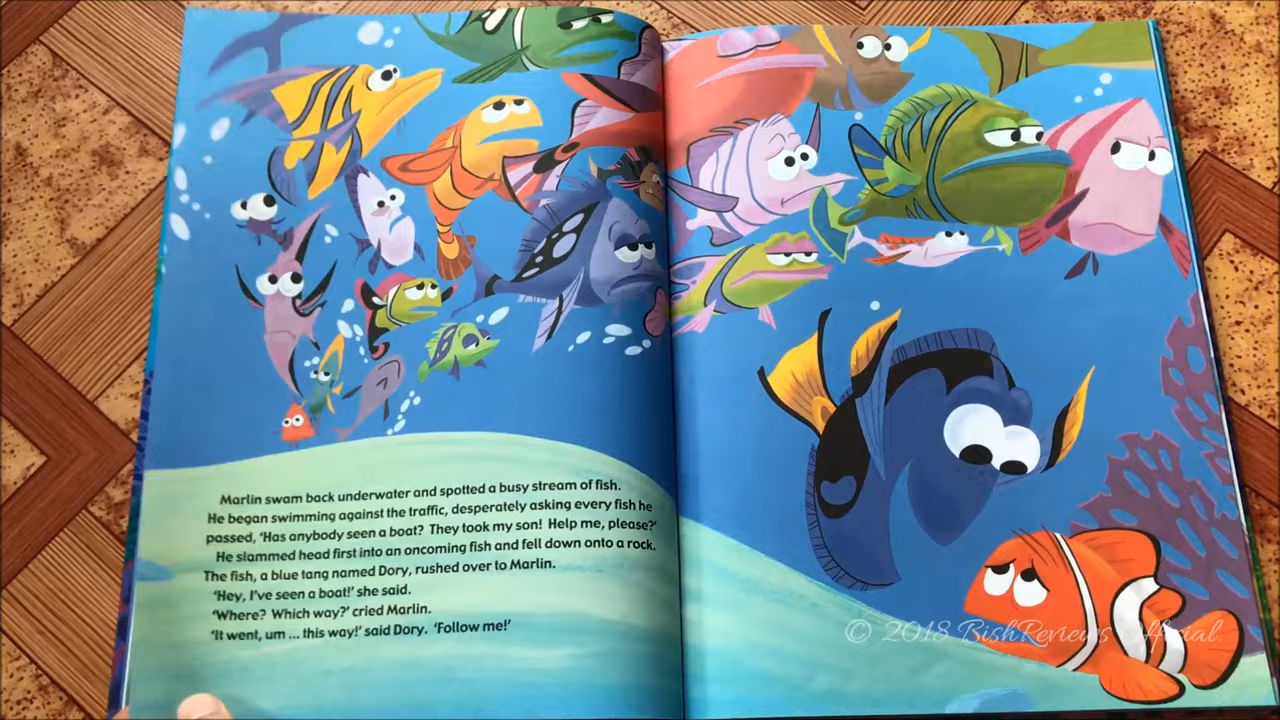 Marlin swam back underwater and spotted a busy stream of fish.
He began swimming against the traffic, desperately asking every fish he
passed, ‘Has anybody seen a boat? They took my son! Help me, please?’
He slammed head first into an oncoming fish and fell down onto a rock.
The fish, a blue tang named Dory, rushed over to Marlin.
‘Hey, I’ve seen a boat!’ she said.
‘Where? Which way?’ cried Marlin.
‘It went, um ... this way!’ said Dory. ‘Follow me!’
© 2018 BishReviews Official.